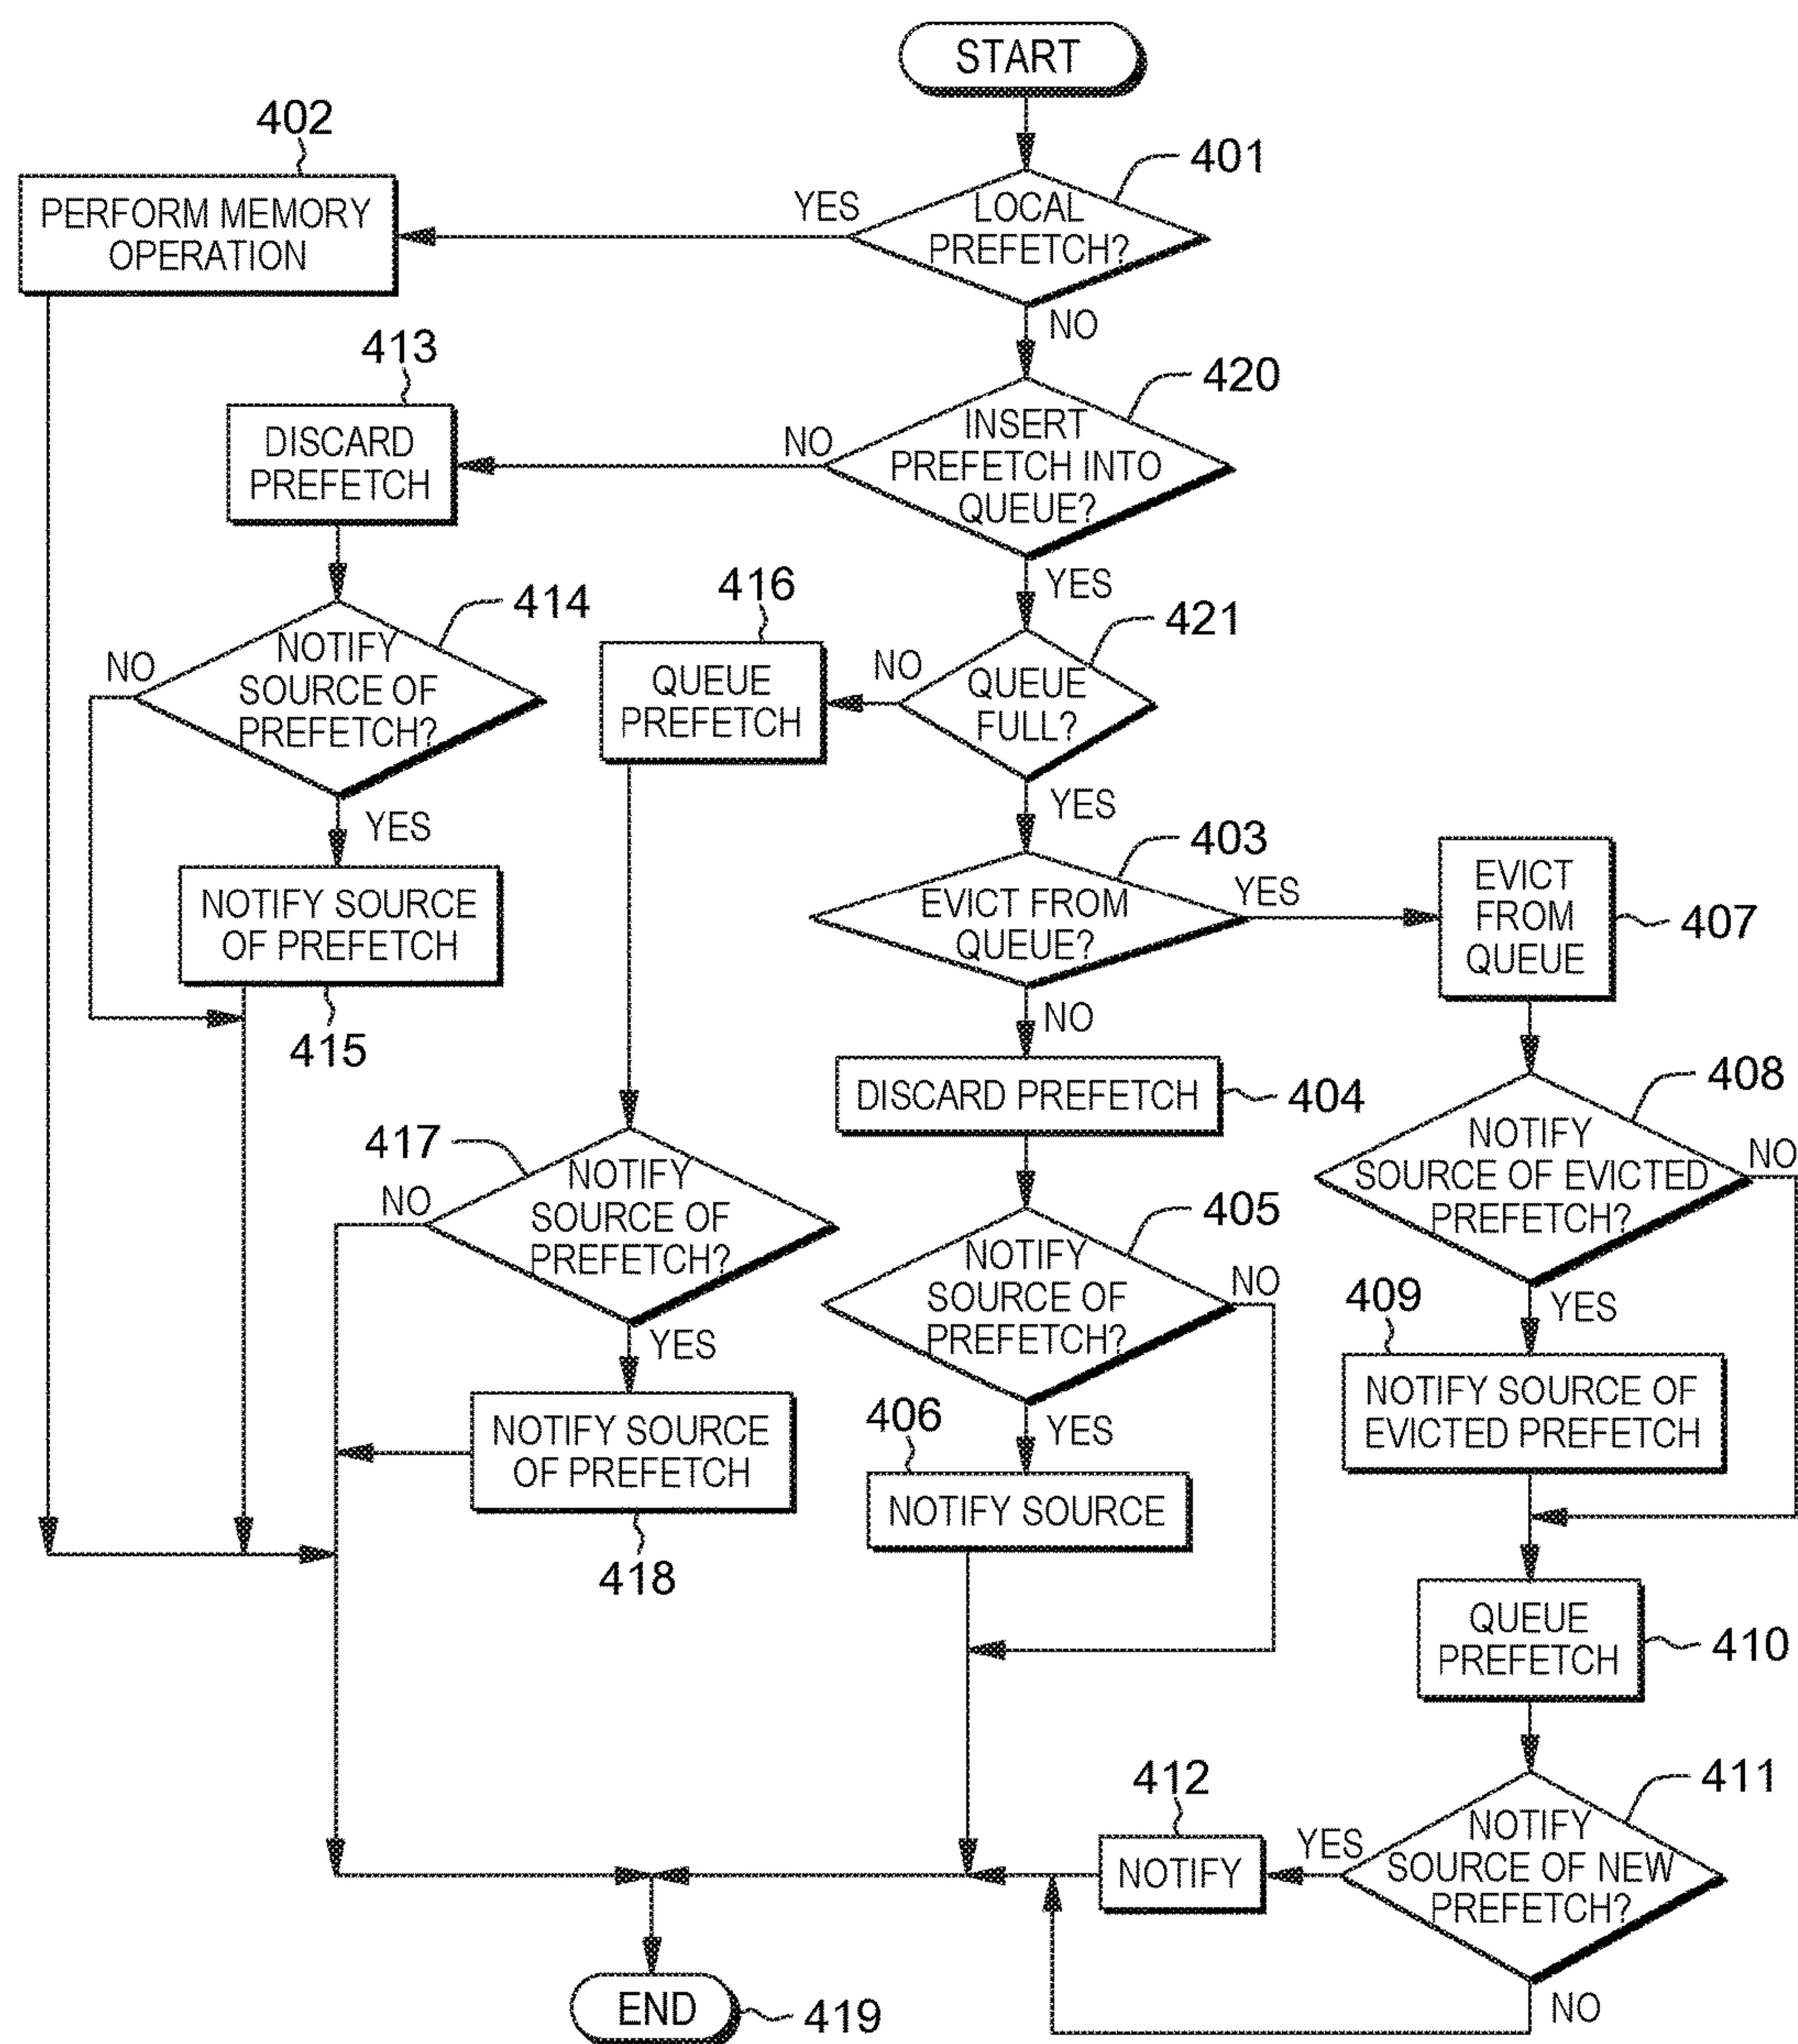 START
402
401
PERFORM MEMORY
OPERATION
YES
LOCAL
PREFETCH?
NO
413
420
DISCARD
PREFETCH
NO
INSERT
PREFETCH INTO
QUEUE?
YES
414
416
421
NO
NOTIFY
SOURCE OF
PREFETCH?
QUEUE
PREFETCH
NO
QUEUE
FULL?
YES
YES
403
NOTIFY SOURCE
OF PREFETCH
EVICT FROM
QUEUE?
YES
EVICT
FROM
QUEUE
407
415
NO
DISCARD PREFETCH
404
408
417
NO
NOTIFY
SOURCE OF
PREFETCH?
NOTIFY
SOURCE OF EVICTED
PREFETCH?
NO
405
NOTIFY
SOURCE OF
PREFETCH?
NO
YES
YES
409
406
YES
NOTIFY SOURCE
OF PREFETCH
NOTIFY SOURCE OF
EVICTED PREFETCH
NOTIFY SOURCE
418
QUEUE
PREFETCH
410
412
411
NOTIFY
YES
NOTIFY
SOURCE OF NEW
PREFETCH?
NO
END
419